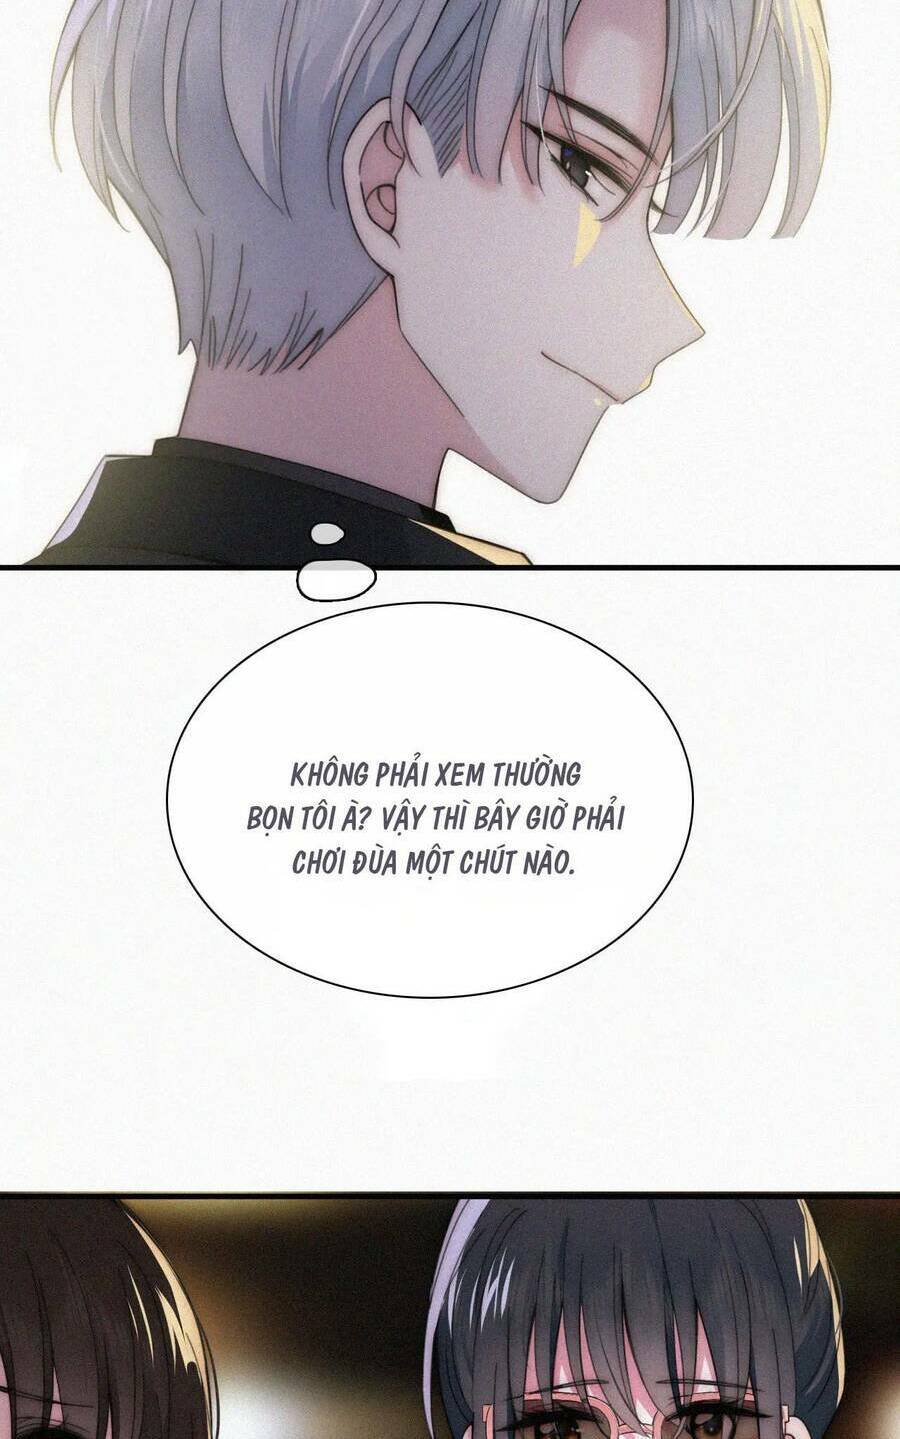 KHÔNG PHẢI XEM THƯỜNG
BỌN TÔI À? VẬY THÌ BÂY GIỜ PHẢI
CHƠI ĐÙA MỘT CHÚT NÀO.